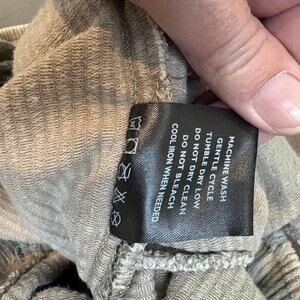 MACHINE WASH
GENTLE CYCLE
TUMBLE DRY LOW
DO NOT DRY CLEAN
DO NOT BLEACH
COOL IRON WHEN NEEDED